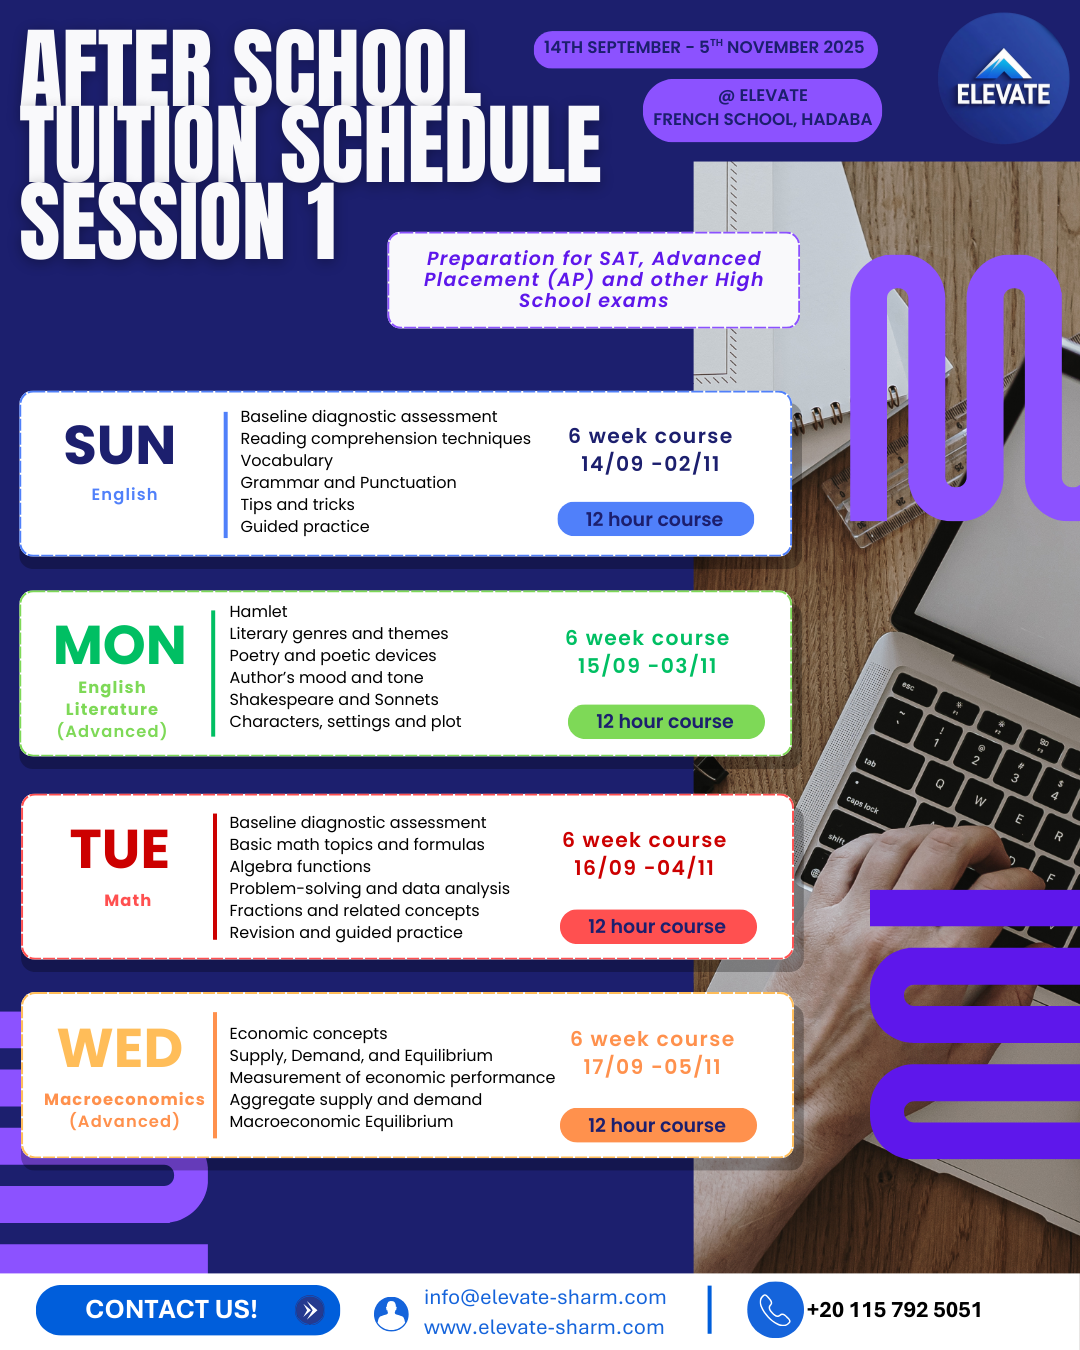 AFTER SCHOOL
TUITION SCHEDULE
SESSION 1
14TH SEPTEMBER - 5TH NOVEMBER 2025
@ ELEVATE
FRENCH SCHOOL, HADABA
ELEVATE
Preparation for SAT, Advanced
Placement (AP) and other High
School exams
SUN
English
Baseline diagnostic assessment
Reading comprehension techniques
Vocabulary
Grammar and Punctuation
Tips and tricks
Guided practice
6 week course
14/09 -02/11
12 hour course
MON
English
Literature
(Advanced)
Hamlet
Literary genres and themes
Poetry and poetic devices
Author’s mood and tone
Shakespeare and Sonnets
Characters, settings and plot
6 week course
15/09 -03/11
12 hour course
TUE
Math
Baseline diagnostic assessment
Basic math topics and formulas
Algebra functions
Problem-solving and data analysis
Fractions and related concepts
Revision and guided practice
6 week course
16/09 -04/11
12 hour course
WED
Macroeconomics
(Advanced)
Economic concepts
Supply, Demand, and Equilibrium
Measurement of economic performance
Aggregate supply and demand
Macroeconomic Equilibrium
6 week course
17/09 -05/11
12 hour course
esc
tab
caps lock
shift
CONTACT US!
info@elevate-sharm.com
www.elevate-sharm.com
+20 115 792 5051